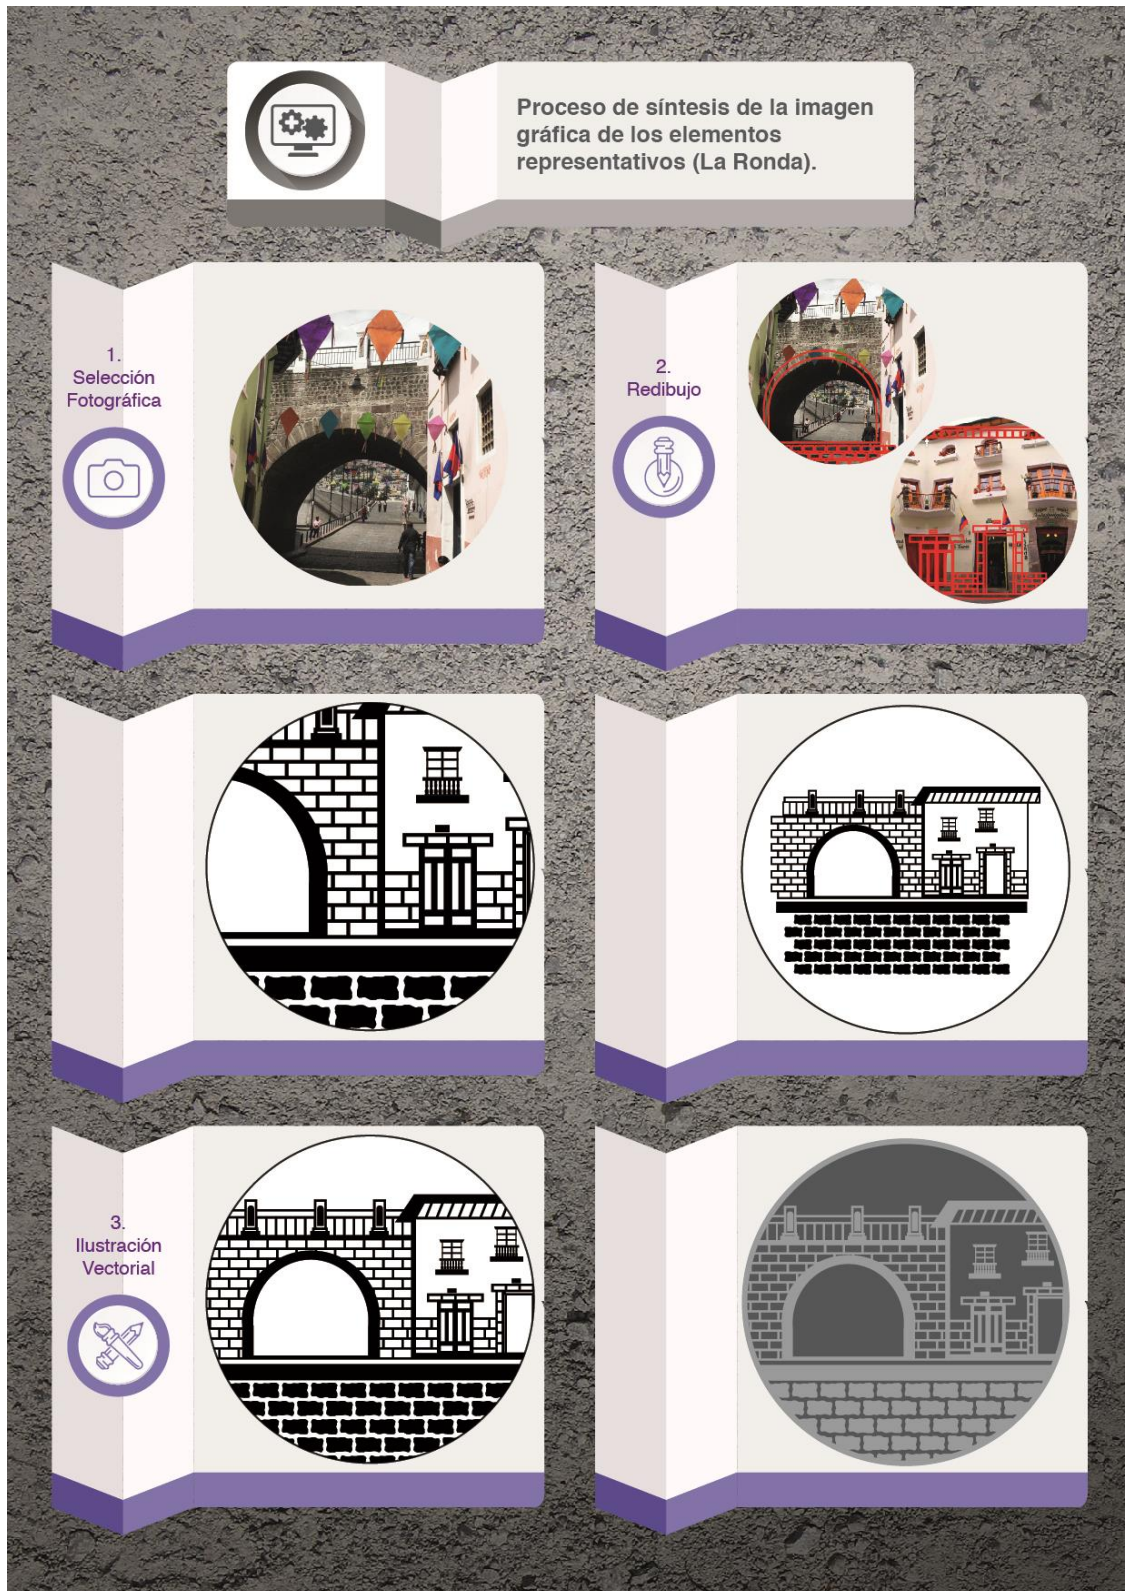 Proceso de síntesis de la imagen
gráfica de los elementos
representativos (La Ronda).
1.
Selección
Fotográfica
2.
Redibujo
3.
Ilustración
Vectorial